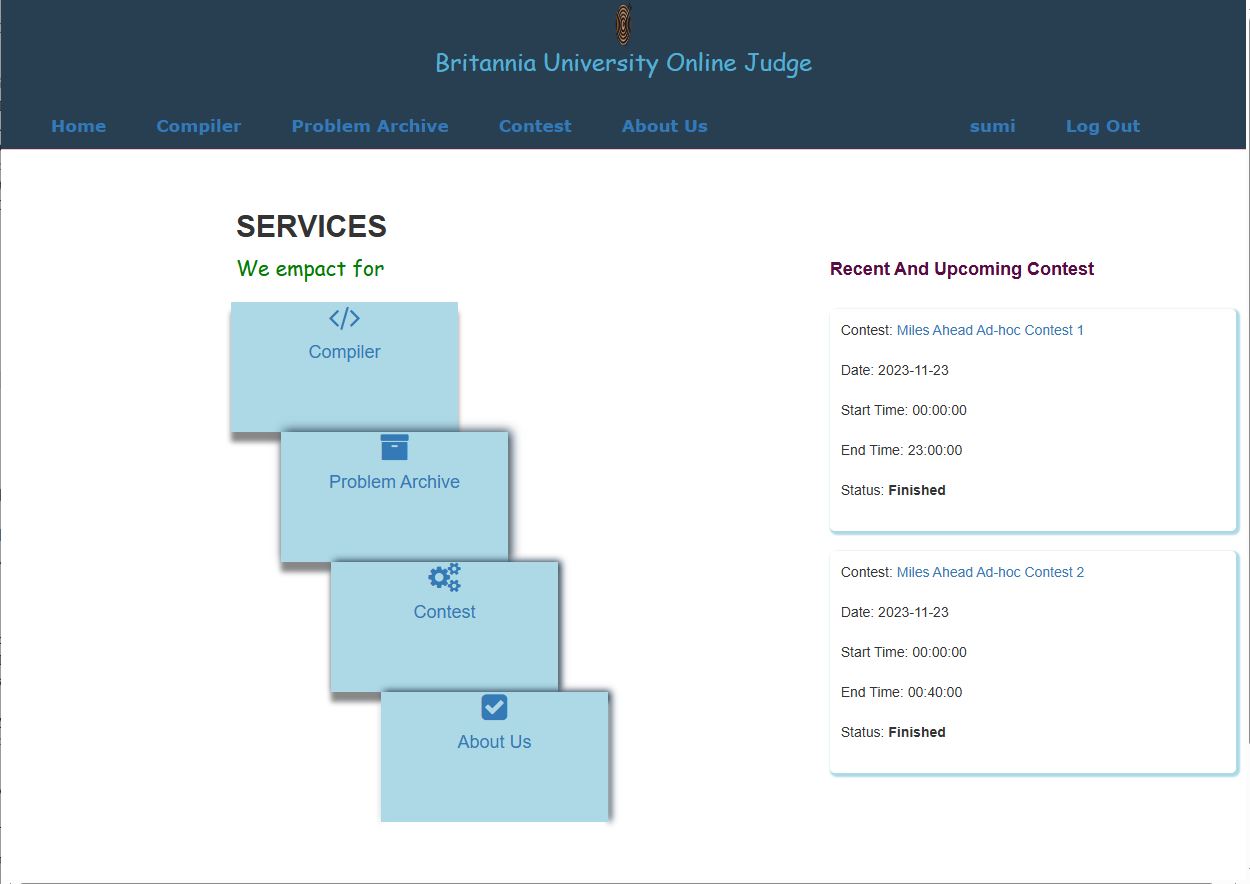 Britannia University Online Judge
Home Compiler Problem Archive Contest About Us sumi Log Out
SERVICES
We empact for
Compiler
Problem Archive
Contest
About Us
Recent And Upcoming Contest
Contest: Miles Ahead Ad-hoc Contest 1
Date: 2023-11-23
Start Time: 00:00:00
End Time: 23:00:00
Status: Finished
Contest: Miles Ahead Ad-hoc Contest 2
Date: 2023-11-23
Start Time: 00:00:00
End Time: 00:40:00
Status: Finished